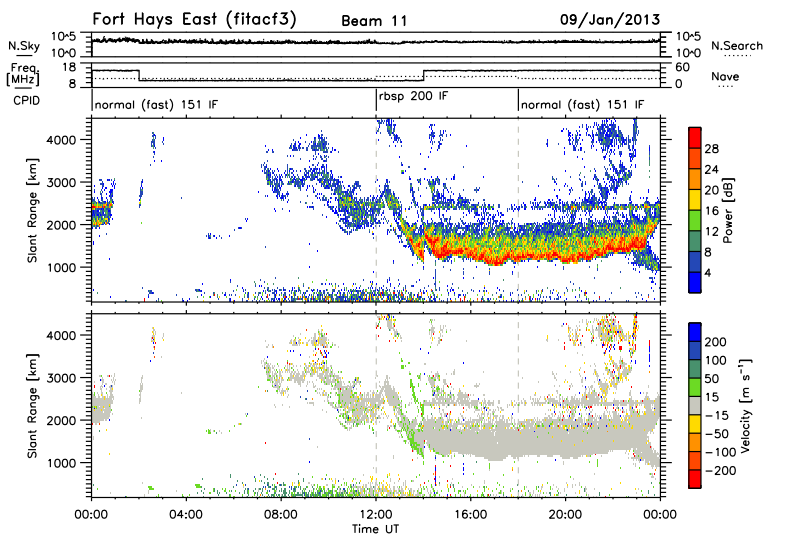 Fort Hays East (fitacf3) Beam 11 09/Jan/2013
N.Sky 10^5 10^0 10^5 10^0 N.Search
Freq. [MHz] 18 8 60 0 Nave
CPID normal (fast) 151 IF rbsp 200 IF normal (fast) 151 IF
Slant Range [km]
4000
3000
2000
1000
28
24
20
16
12
8
4
Power [dB]
Slant Range [km]
4000
3000
2000
1000
200
100
50
15
-15
-50
-100
-200
Velocity [m s⁻¹]
00:00 04:00 08:00 12:00 16:00 20:00 00:00
Time UT